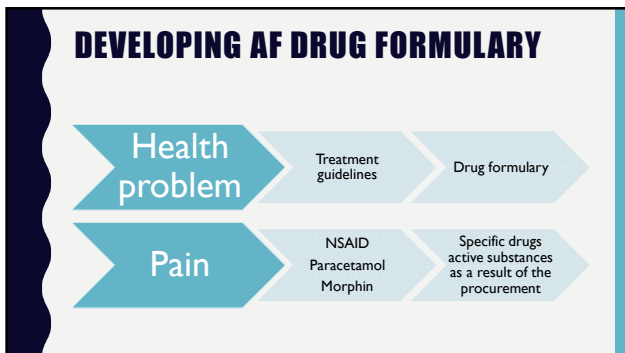 DEVELOPING AF DRUG FORMULARY
Health
problem
Treatment
guidelines
Drug formulary
Pain
NSAID
Paracetamol
Morphin
Specific drugs
active substances
as a result of the
procurement